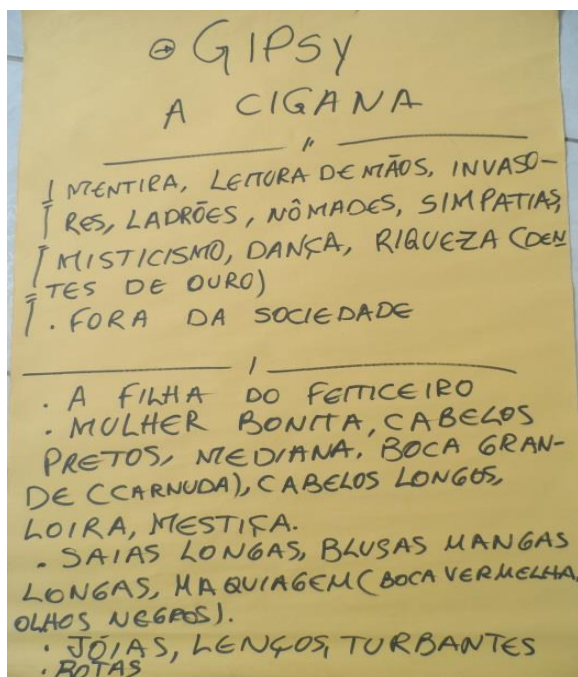 → GIPSY
A CIGANA
"
MENTIRA, LEITURA DE MÃOS, INVASO-
RES, LADRÕES, NÔMADES, SIMPATIAS,
MISTICISMO, DANÇA, RIQUEZA (DEN
TES DE OURO)
. FORA DA SOCIEDADE
. A FILHA DO FEITICEIRO
. MULHER BONITA, CABELOS
PRETOS, MEDIANA. BOCA GRAN-
DE (CARNUDA), CABELOS LONGOS,
LOIRA, MESTIÇA.
. SAIAS LONGAS, BLUSAS MANGAS
LONGAS, MAQUIAGEM (BOCA VERMELHA,
OLHOS NEGROS).
. JÓIAS, LENÇOS, TURBANTES
. BOTAS